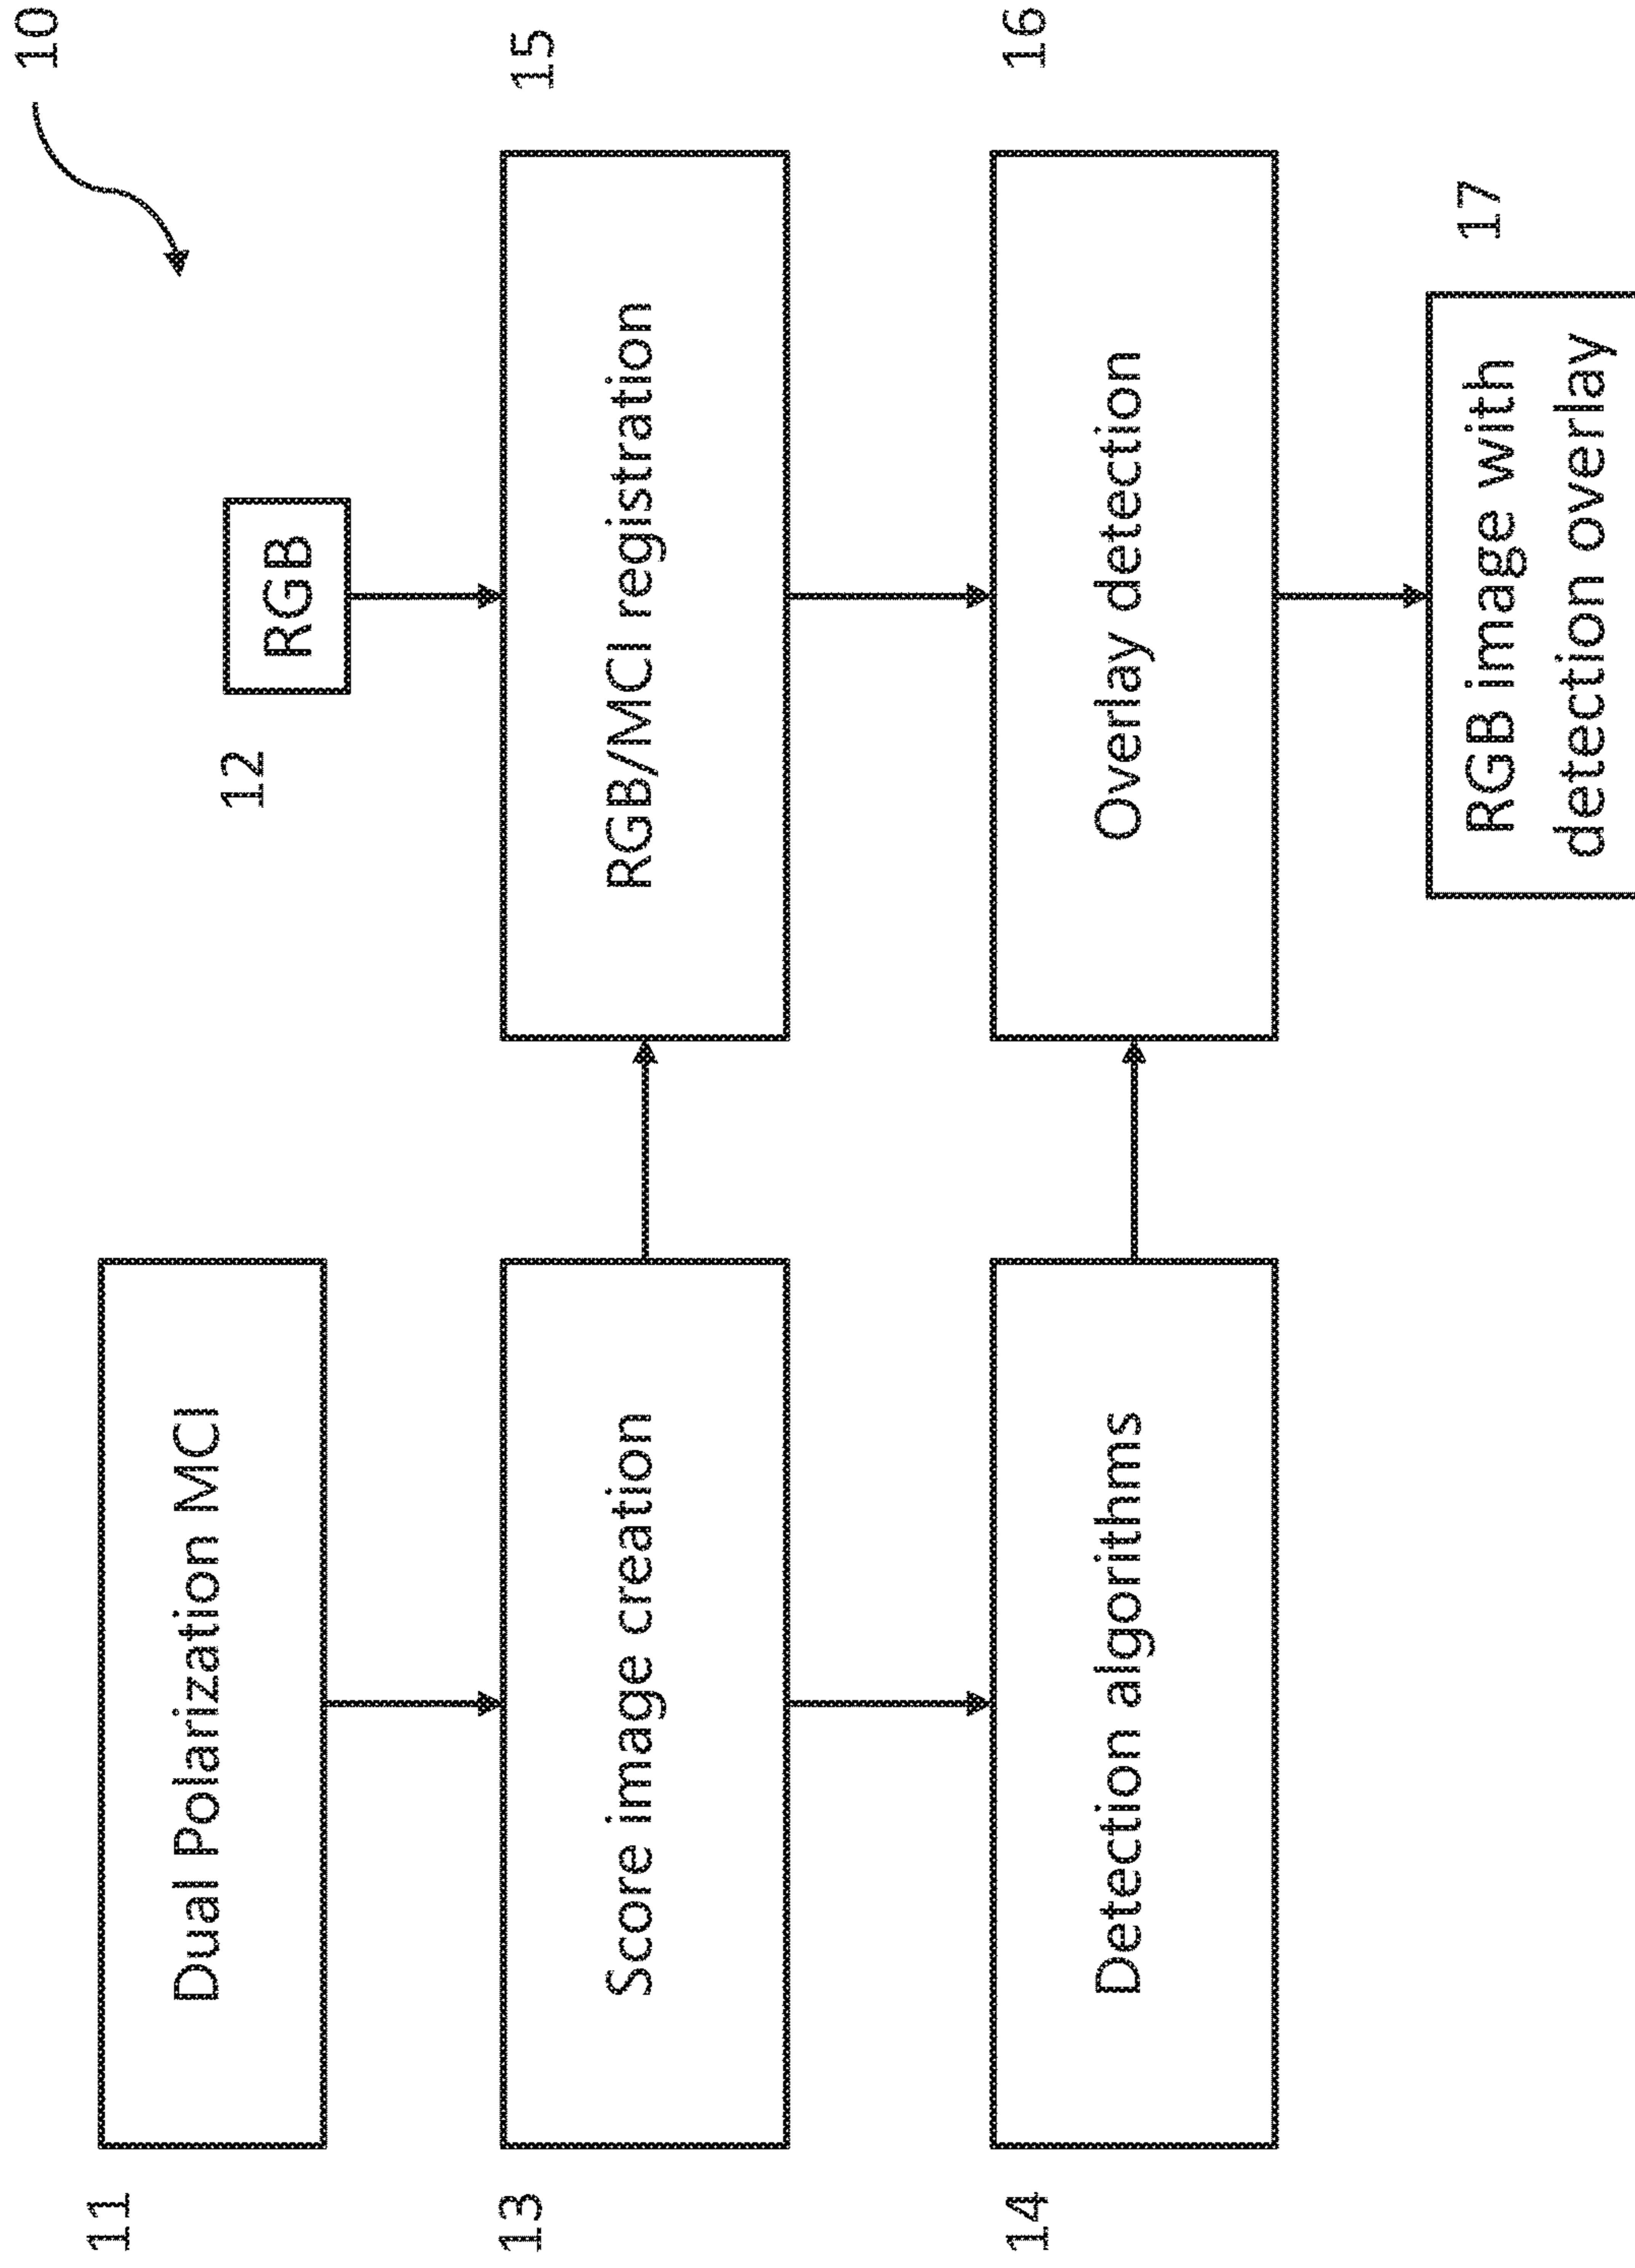 10
11
Dual Polarization MCI
12
RGB
13
Score image creation
15
RGB/MCI registration
14
Detection algorithms
16
Overlay detection
17
RGB image with
detection overlay